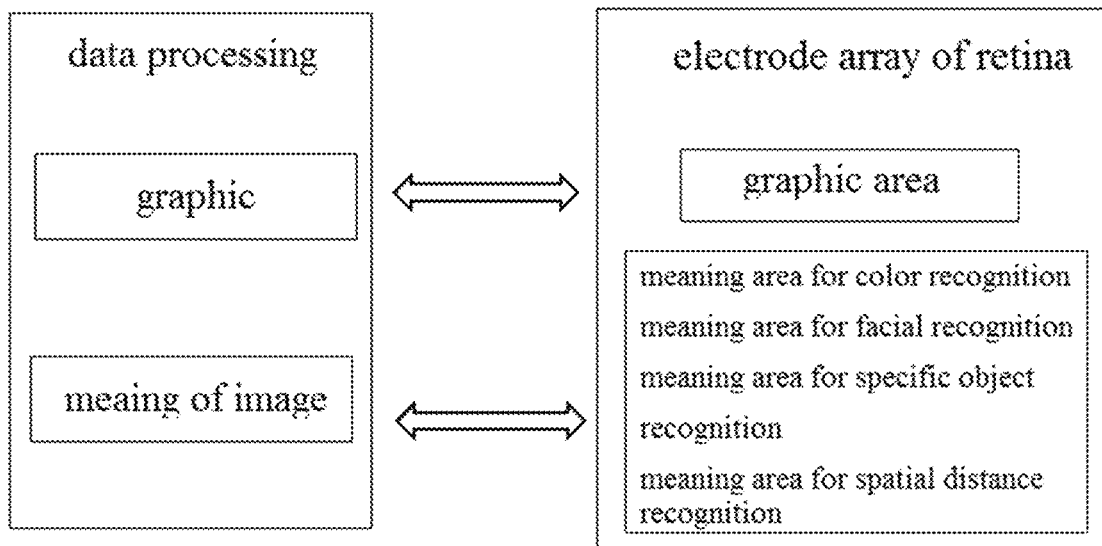 data processing
graphic
meaing of image
electrode array of retina
graphic area
meaning area for color recognition
meaning area for facial recognition
meaning area for specific object
recognition
meaning area for spatial distance
recognition